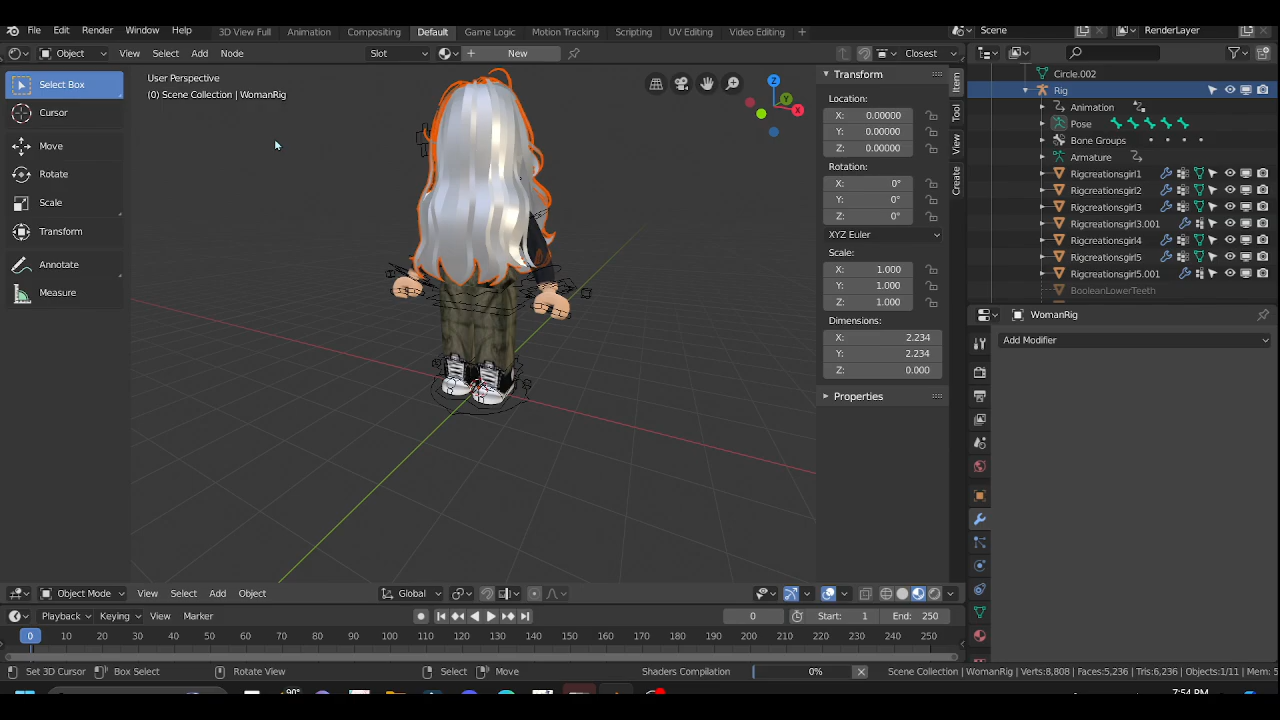 File Edit Render Window Help 3D View Full Animation Compositing Default Game Logic Motion Tracking Scripting UV Editing Video Editing + Scene RenderLayer
Object View Select Add Node Slot New Closest
Select Box
Cursor
Move
Rotate
Scale
Transform
Annotate
Measure
User Perspective
(0) Scene Collection | WomanRig
Z
Y
X
Transform
Location:
X: 0.00000
Y: 0.00000
Z: 0.00000
Rotation:
X: 0°
Y: 0°
Z: 0°
XYZ Euler
Scale:
X: 1.000
Y: 1.000
Z: 1.000
Dimensions:
X: 2.234
Y: 2.234
Z: 0.000
Properties
Item
Tool
View
Create
Circle.002
Rig
Animation
Pose
Bone Groups
Armature
Rigcreationsgirl1
Rigcreationsgirl2
Rigcreationsgirl3
Rigcreationsgirl3.001
Rigcreationsgirl4
Rigcreationsgirl5
Rigcreationsgirl5.001
BooleanLowerTeeth
WomanRig
Add Modifier
Object Mode View Select Add Object Global
Playback Keying View Marker 0 Start: 1 End: 250
0 10 20 30 40 50 60 70 80 90 100 110 120 130 140 150 160 170 180 190 200 210 220 230 240 250
Set 3D Cursor Box Select Rotate View Select Move Shaders Compilation 0% Scene Collection | WomanRig | Verts:8,808 | Faces:5,236 | Tris:6,236 | Objects:1/11 | Mem: 5
90° 7:54 PM